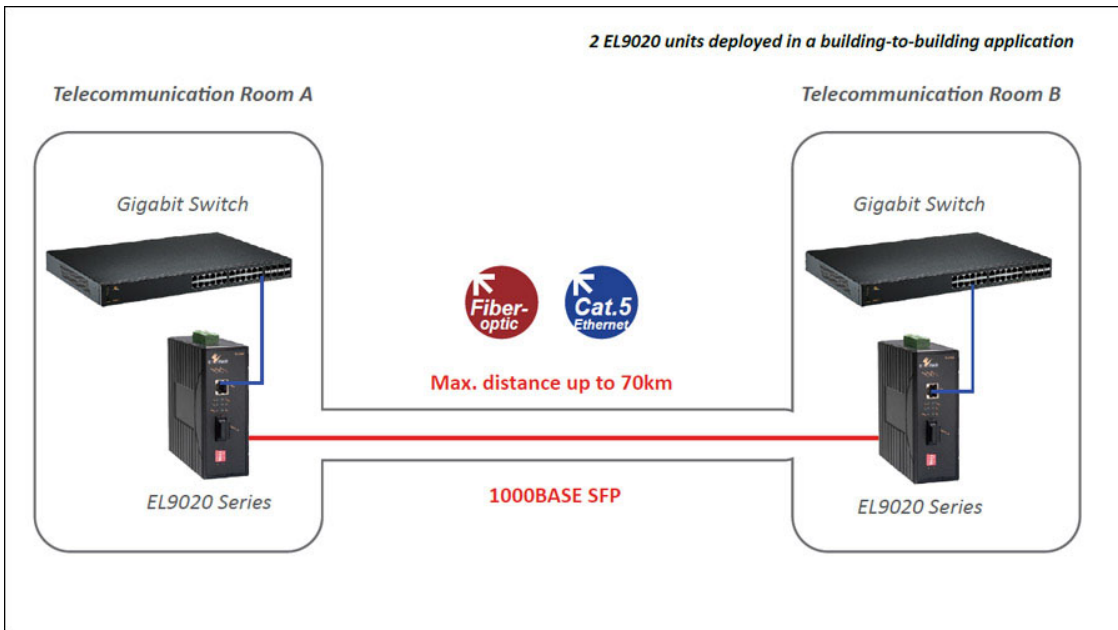 2 EL9020 units deployed in a building-to-building application
Telecommunication Room A
Telecommunication Room B
Gigabit Switch
Gigabit Switch
Fiber-
optic
Cat.5
Ethernet
Max. distance up to 70km
1000BASE SFP
EL9020 Series
EL9020 Series